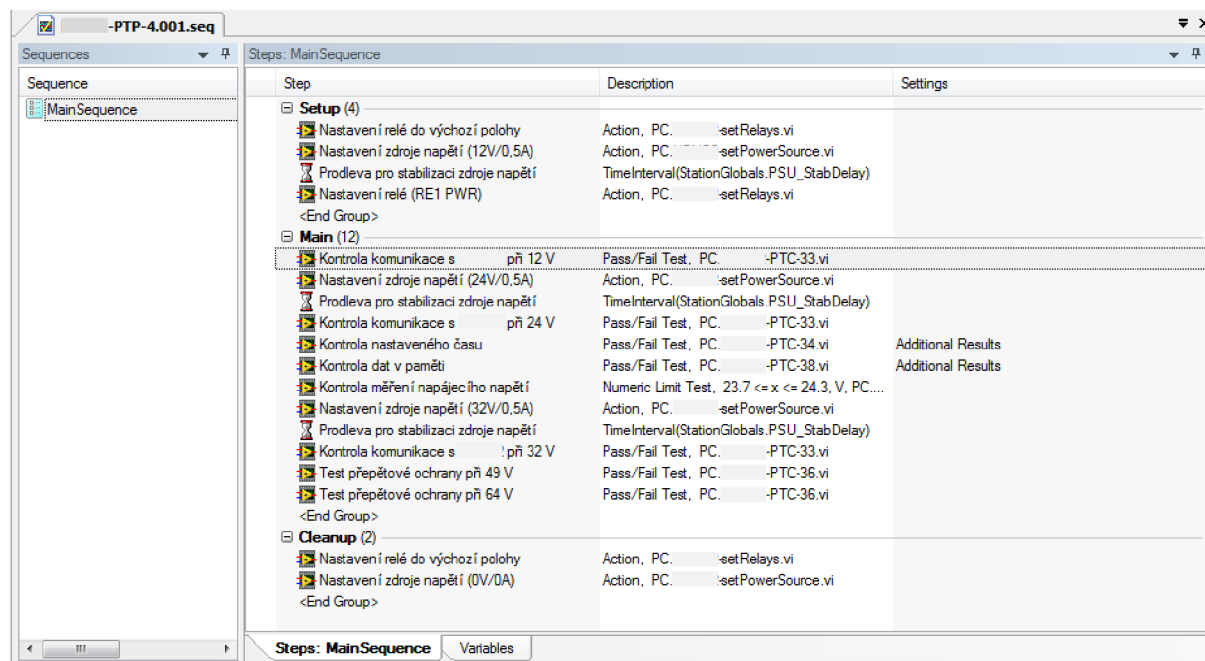 -PTP-4.001.seq
Sequences
Steps: MainSequence
Sequence
MainSequence
Step Description Settings
Setup (4)
Nastavení relé do výchozí polohy Action, PC. -setRelays.vi
Nastavení zdroje napětí (12V/0,5A) Action, PC. -setPowerSource.vi
Prodleva pro stabilizaci zdroje napětí TimeInterval(StationGlobals.PSU_StabDelay)
Nastavení relé (RE1 PWR) Action, PC. -setRelays.vi
<End Group>
Main (12)
Kontrola komunikace s při 12 V Pass/Fail Test, PC. -PTC-33.vi
Nastavení zdroje napětí (24V/0,5A) Action, PC. -setPowerSource.vi
Prodleva pro stabilizaci zdroje napětí TimeInterval(StationGlobals.PSU_StabDelay)
Kontrola komunikace s při 24 V Pass/Fail Test, PC. -PTC-33.vi
Kontrola nastaveného času Pass/Fail Test, PC. -PTC-34.vi Additional Results
Kontrola dat v paměti Pass/Fail Test, PC. -PTC-38.vi Additional Results
Kontrola měření napájecího napětí Numeric Limit Test, 23.7 <= x <= 24.3, V, PC....
Nastavení zdroje napětí (32V/0,5A) Action, PC. -setPowerSource.vi
Prodleva pro stabilizaci zdroje napětí TimeInterval(StationGlobals.PSU_StabDelay)
Kontrola komunikace s při 32 V Pass/Fail Test, PC. -PTC-33.vi
Test přepětové ochrany při 49 V Pass/Fail Test, PC. -PTC-36.vi
Test přepětové ochrany při 64 V Pass/Fail Test, PC. -PTC-36.vi
<End Group>
Cleanup (2)
Nastavení relé do výchozí polohy Action, PC. -setRelays.vi
Nastavení zdroje napětí (0V/0A) Action, PC. -setPowerSource.vi
<End Group>
Steps: MainSequence Variables